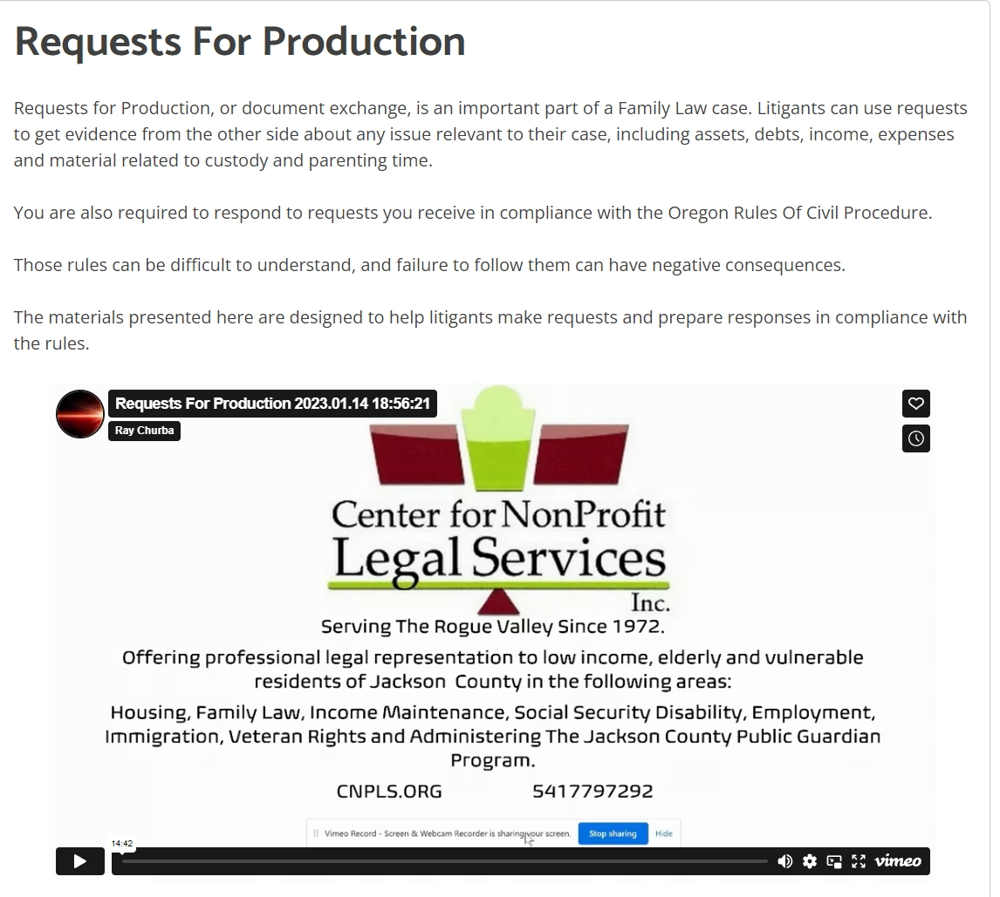 Requests For Production
Requests for Production, or document exchange, is an important part of a Family Law case. Litigants can use requests
to get evidence from the other side about any issue relevant to their case, including assets, debts, income, expenses
and material related to custody and parenting time.
You are also required to respond to requests you receive in compliance with the Oregon Rules Of Civil Procedure.
Those rules can be difficult to understand, and failure to follow them can have negative consequences.
The materials presented here are designed to help litigants make requests and prepare responses in compliance with
the rules.
Requests For Production 2023.01.14 18:56:21
Ray Churba
Center for NonProfit
Legal Services
Inc.
Serving The Rogue Valley Since 1972.
Offering professional legal representation to low income, elderly and vulnerable
residents of Jackson County in the following areas:
Housing, Family Law, Income Maintenance, Social Security Disability, Employment,
Immigration, Veteran Rights and Administering The Jackson County Public Guardian
Program.
CNPLS.ORG 5417797292
Vimeo Record - Screen & Webcam Recorder is sharing your screen. Stop sharing Hide
14:42
vimeo